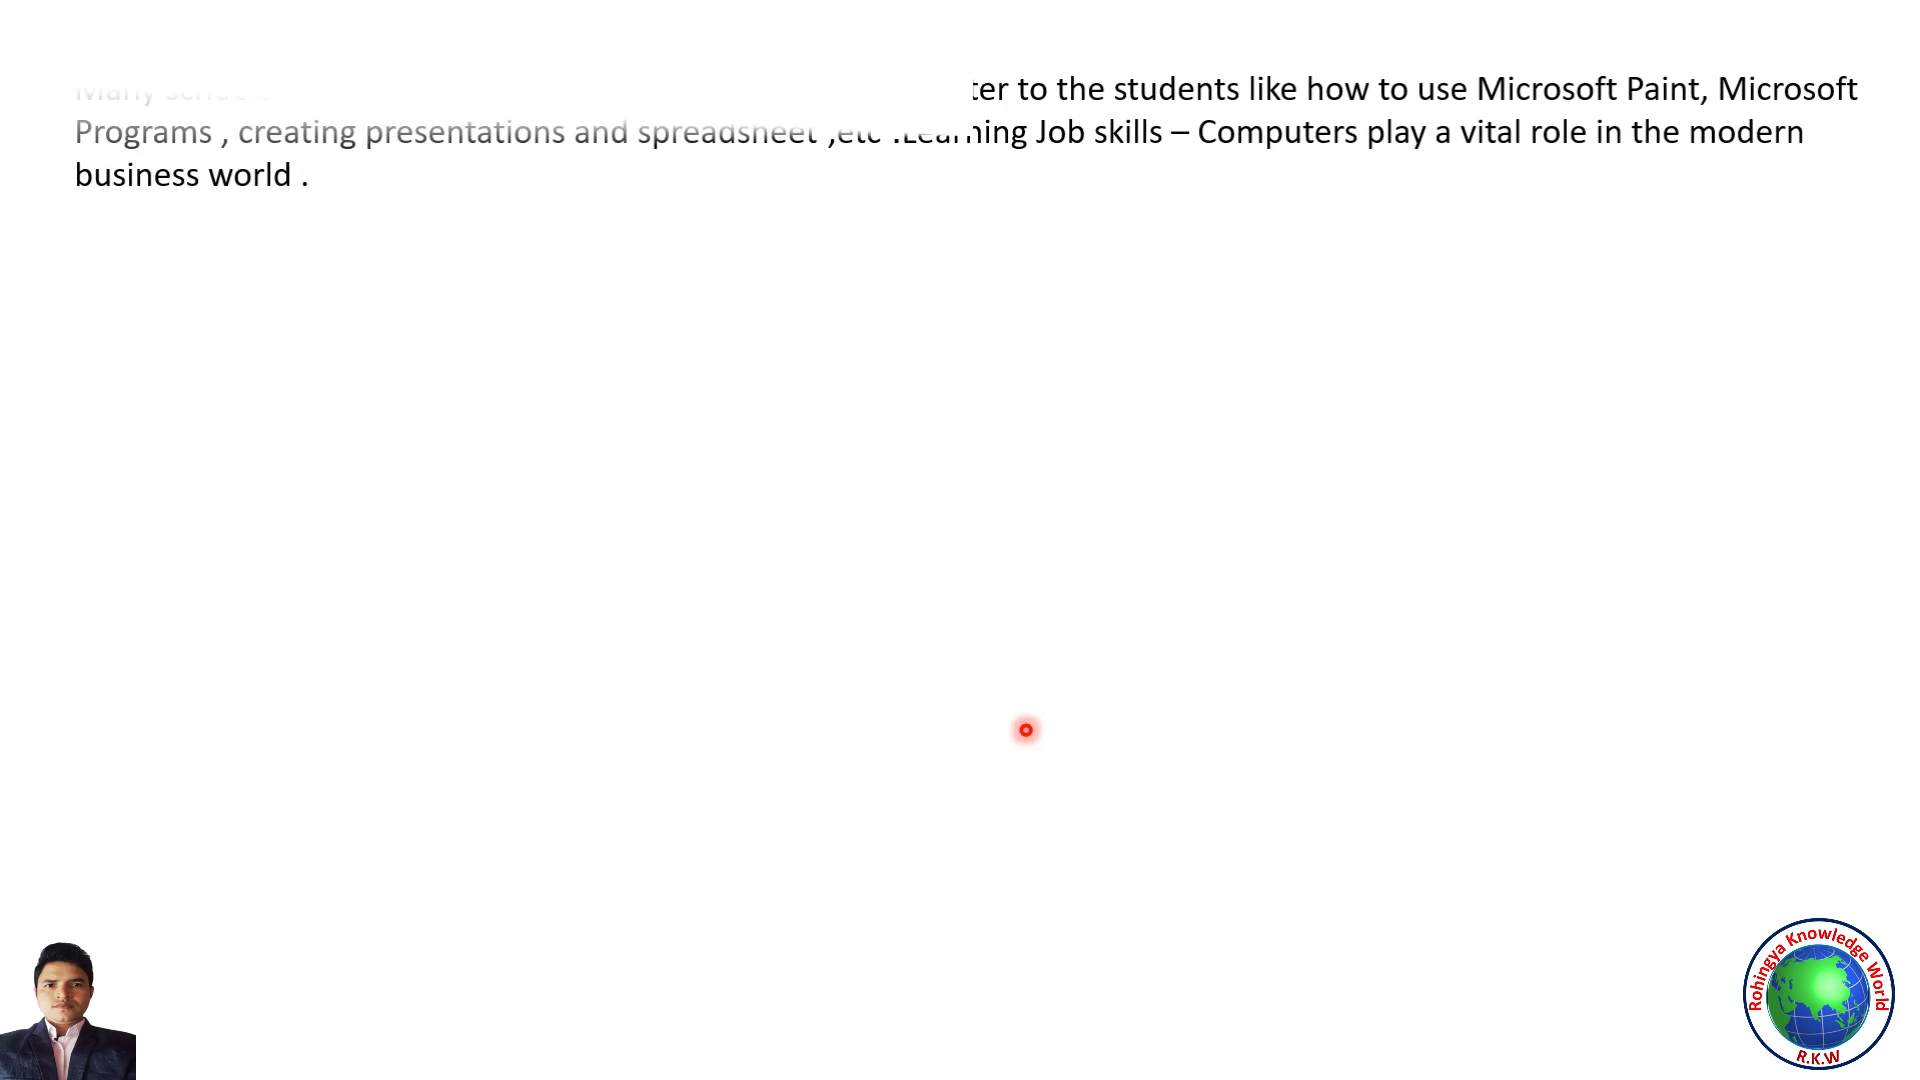 Many to the students like how to use Microsoft Paint, Microsoft
Programs , creating presentations and spreadsheet ,etc .Learning Job skills – Computers play a vital role in the modern
business world .
Rohingya Knowledge World
R.K.W